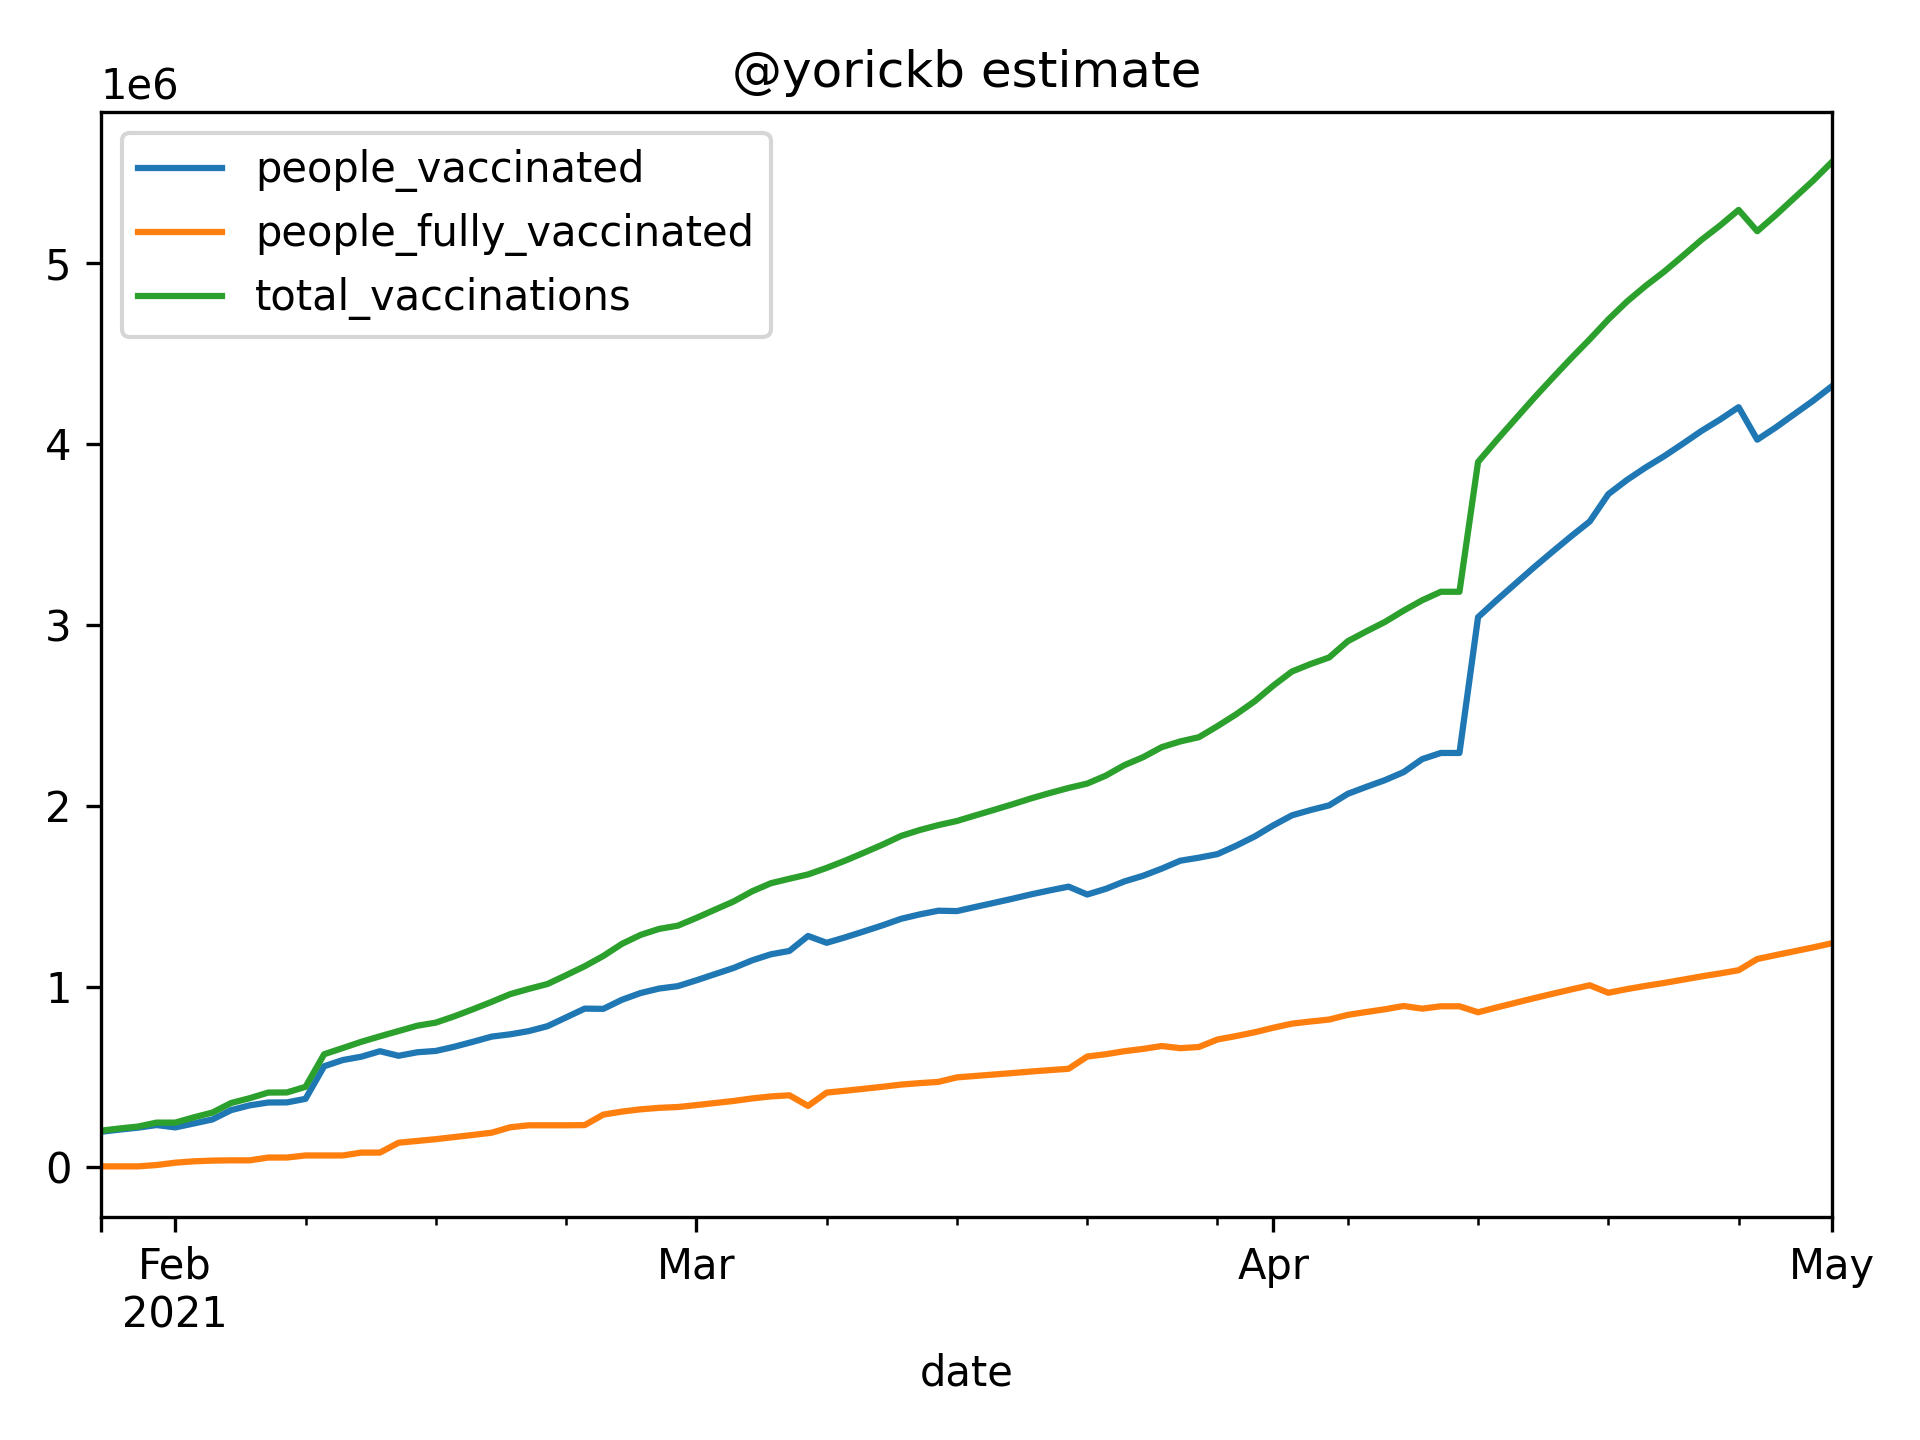 @yorickb estimate
1e6
people_vaccinated
people_fully_vaccinated
total_vaccinations
5
4
3
2
1
0
Feb Mar Apr May
2021
date